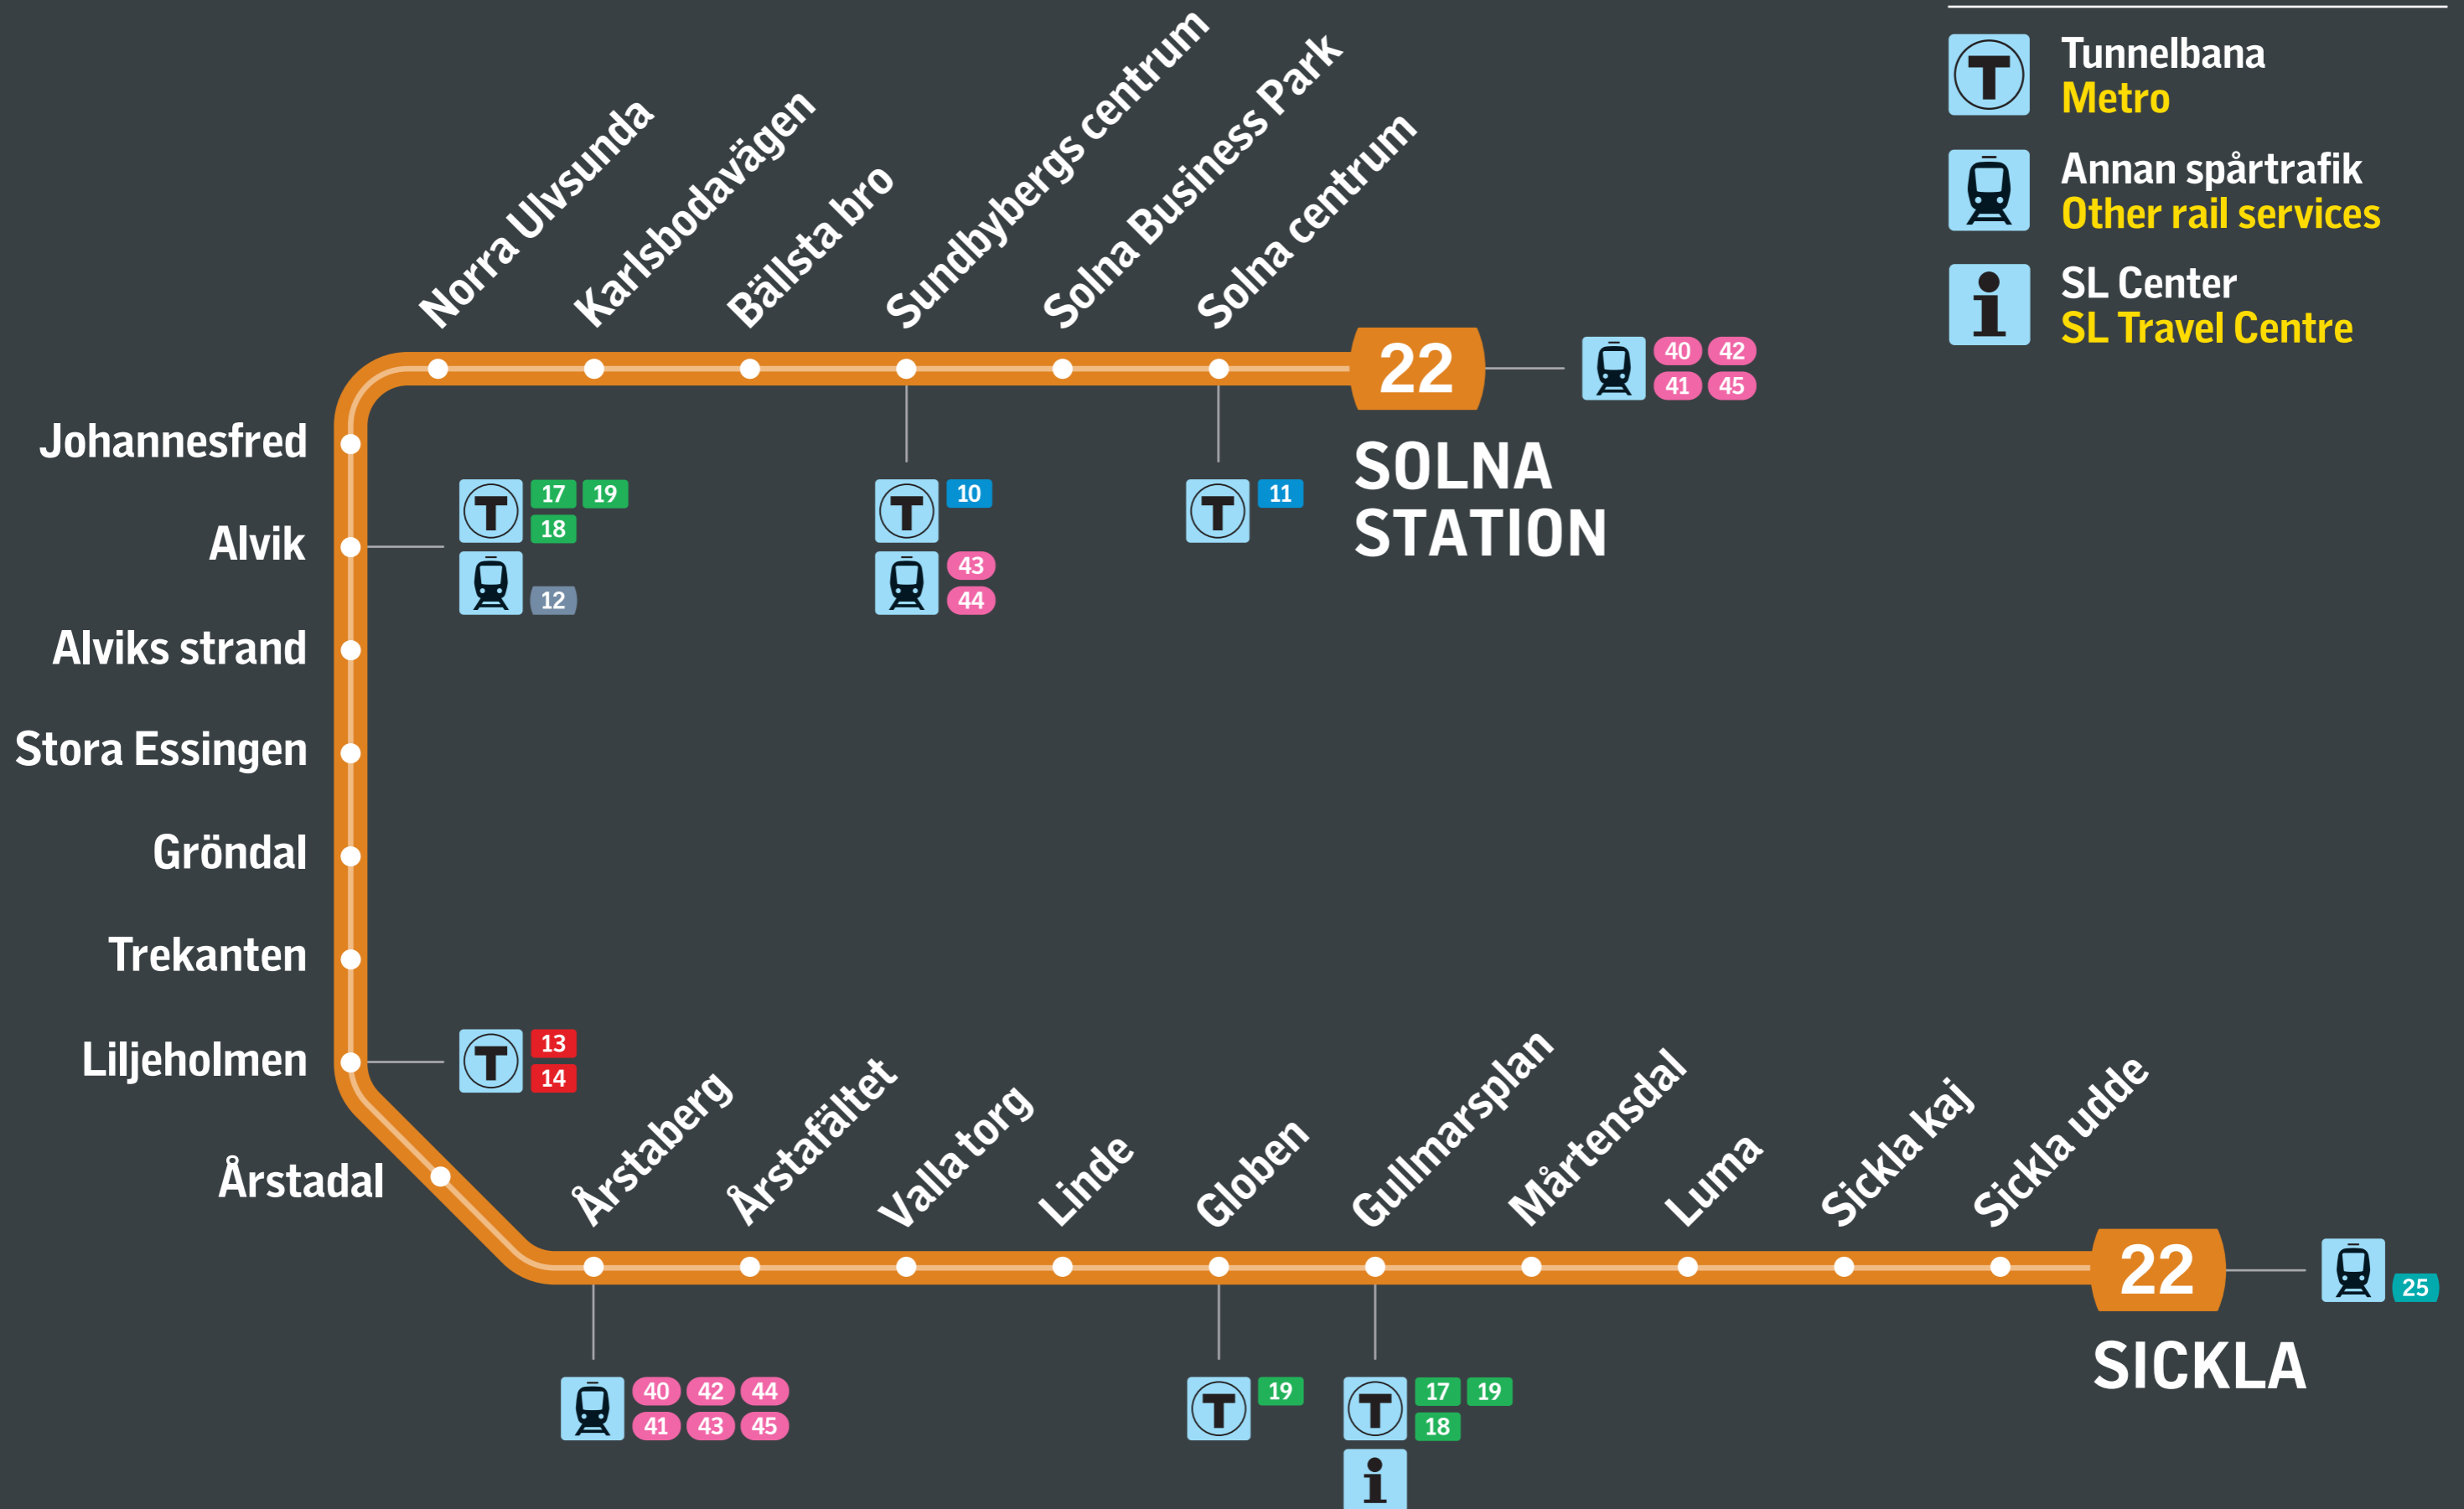 Tunnelbana
Metro
Annan spårtrafik
Other rail services
SL Center
SL Travel Centre
Norra Ulvsunda
Karlsbodavägen
Bällsta bro
Sundbybergs centrum
Solna Business Park
Solna centrum
22
40 42
41 45
SOLNA
STATION
T 10
43
44
T 11
Johannesfred
Alvik
T 17 19
18
12
Alviks strand
Stora Essingen
Gröndal
Trekanten
Liljeholmen
T 13
14
Årstadal
Årstaberg
Årstafältet
Valla torg
Linde
Globen
Gullmarsplan
Mårtensdal
Luma
Sickla kaj
Sickla udde
22
25
SICKLA
40 42 44
41 43 45
T 19
T 17 19
18
i
T
i